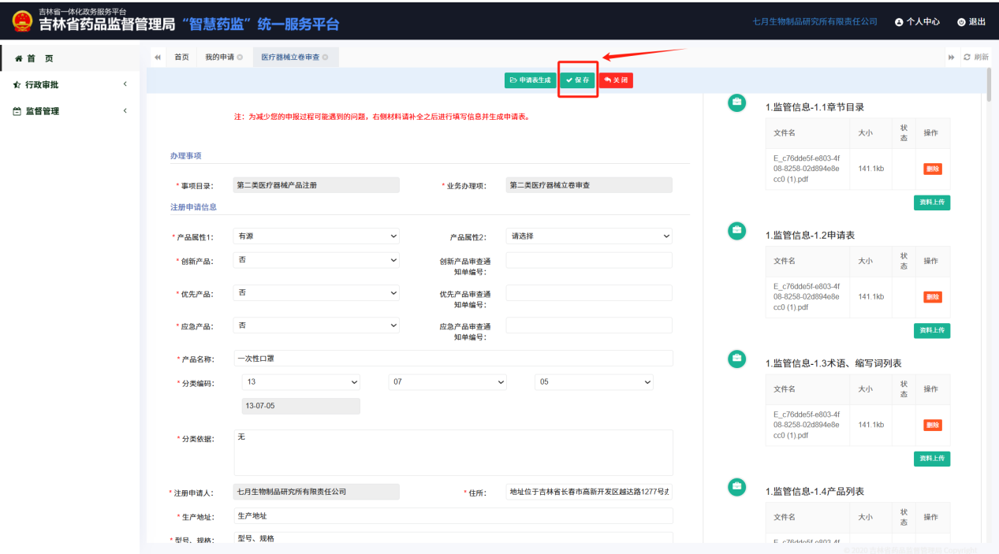 吉林省一体化政务服务平台
吉林省药品监督管理局 “智慧药监” 统一服务平台
七月生物制品研究所有限责任公司 个人中心 退出
首 页
行政审批
监督管理
首页 我的申请 医疗器械立卷审查 刷新
申请表生成 保存 关闭
注：为减少您的申报过程可能遇到的问题，右侧材料请补全之后进行填写信息并生成申请表。
办理事项
*事项目录： 第二类医疗器械产品注册 *业务办理项： 第二类医疗器械立卷审查
注册申请信息
*产品属性1： 有源 产品属性2： 请选择
*创新产品： 否 创新产品审查通
知单编号：
*优先产品： 否 优先产品审查通
知单编号：
*应急产品： 否 应急产品审查通
知单编号：
*产品名称： 一次性口罩
*分类编码： 13 07 05
13-07-05
*分类依据： 无
*注册申请人： 七月生物制品研究所有限责任公司 *住所： 地址位于吉林省长春市高新开发区越达路1277号
*生产地址： 生产地址
*型号、规格： 型号、规格
1.监管信息-1.1章节目录
文件名 大小 状态 操作
E_c76dde5f-e803-4f
08-8258-02d894e8e
cc0 (1).pdf 141.1kb 删除
资料上传
1.监管信息-1.2申请表
文件名 大小 状态 操作
E_c76dde5f-e803-4f
08-8258-02d894e8e
cc0 (1).pdf 141.1kb 删除
资料上传
1.监管信息-1.3术语、缩写词列表
文件名 大小 状态 操作
E_c76dde5f-e803-4f
08-8258-02d894e8e
cc0 (1).pdf 141.1kb 删除
资料上传
1.监管信息-1.4产品列表
文件名 大小 状态 操作
E_c76dde5f-e803-4f